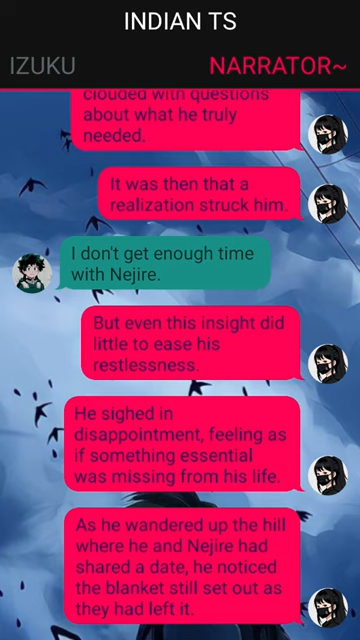 INDIAN TS
IZUKU
NARRATOR~
clouded with questions
about what he truly
needed.
It was then that a
realization struck him.
I don't get enough time
with Nejire.
But even this insight did
little to ease his
restlessness.
He sighed in
disappointment, feeling as
if something essential
was missing from his life.
As he wandered up the hill
where he and Nejire had
shared a date, he noticed
the blanket still set out as
they had left it.